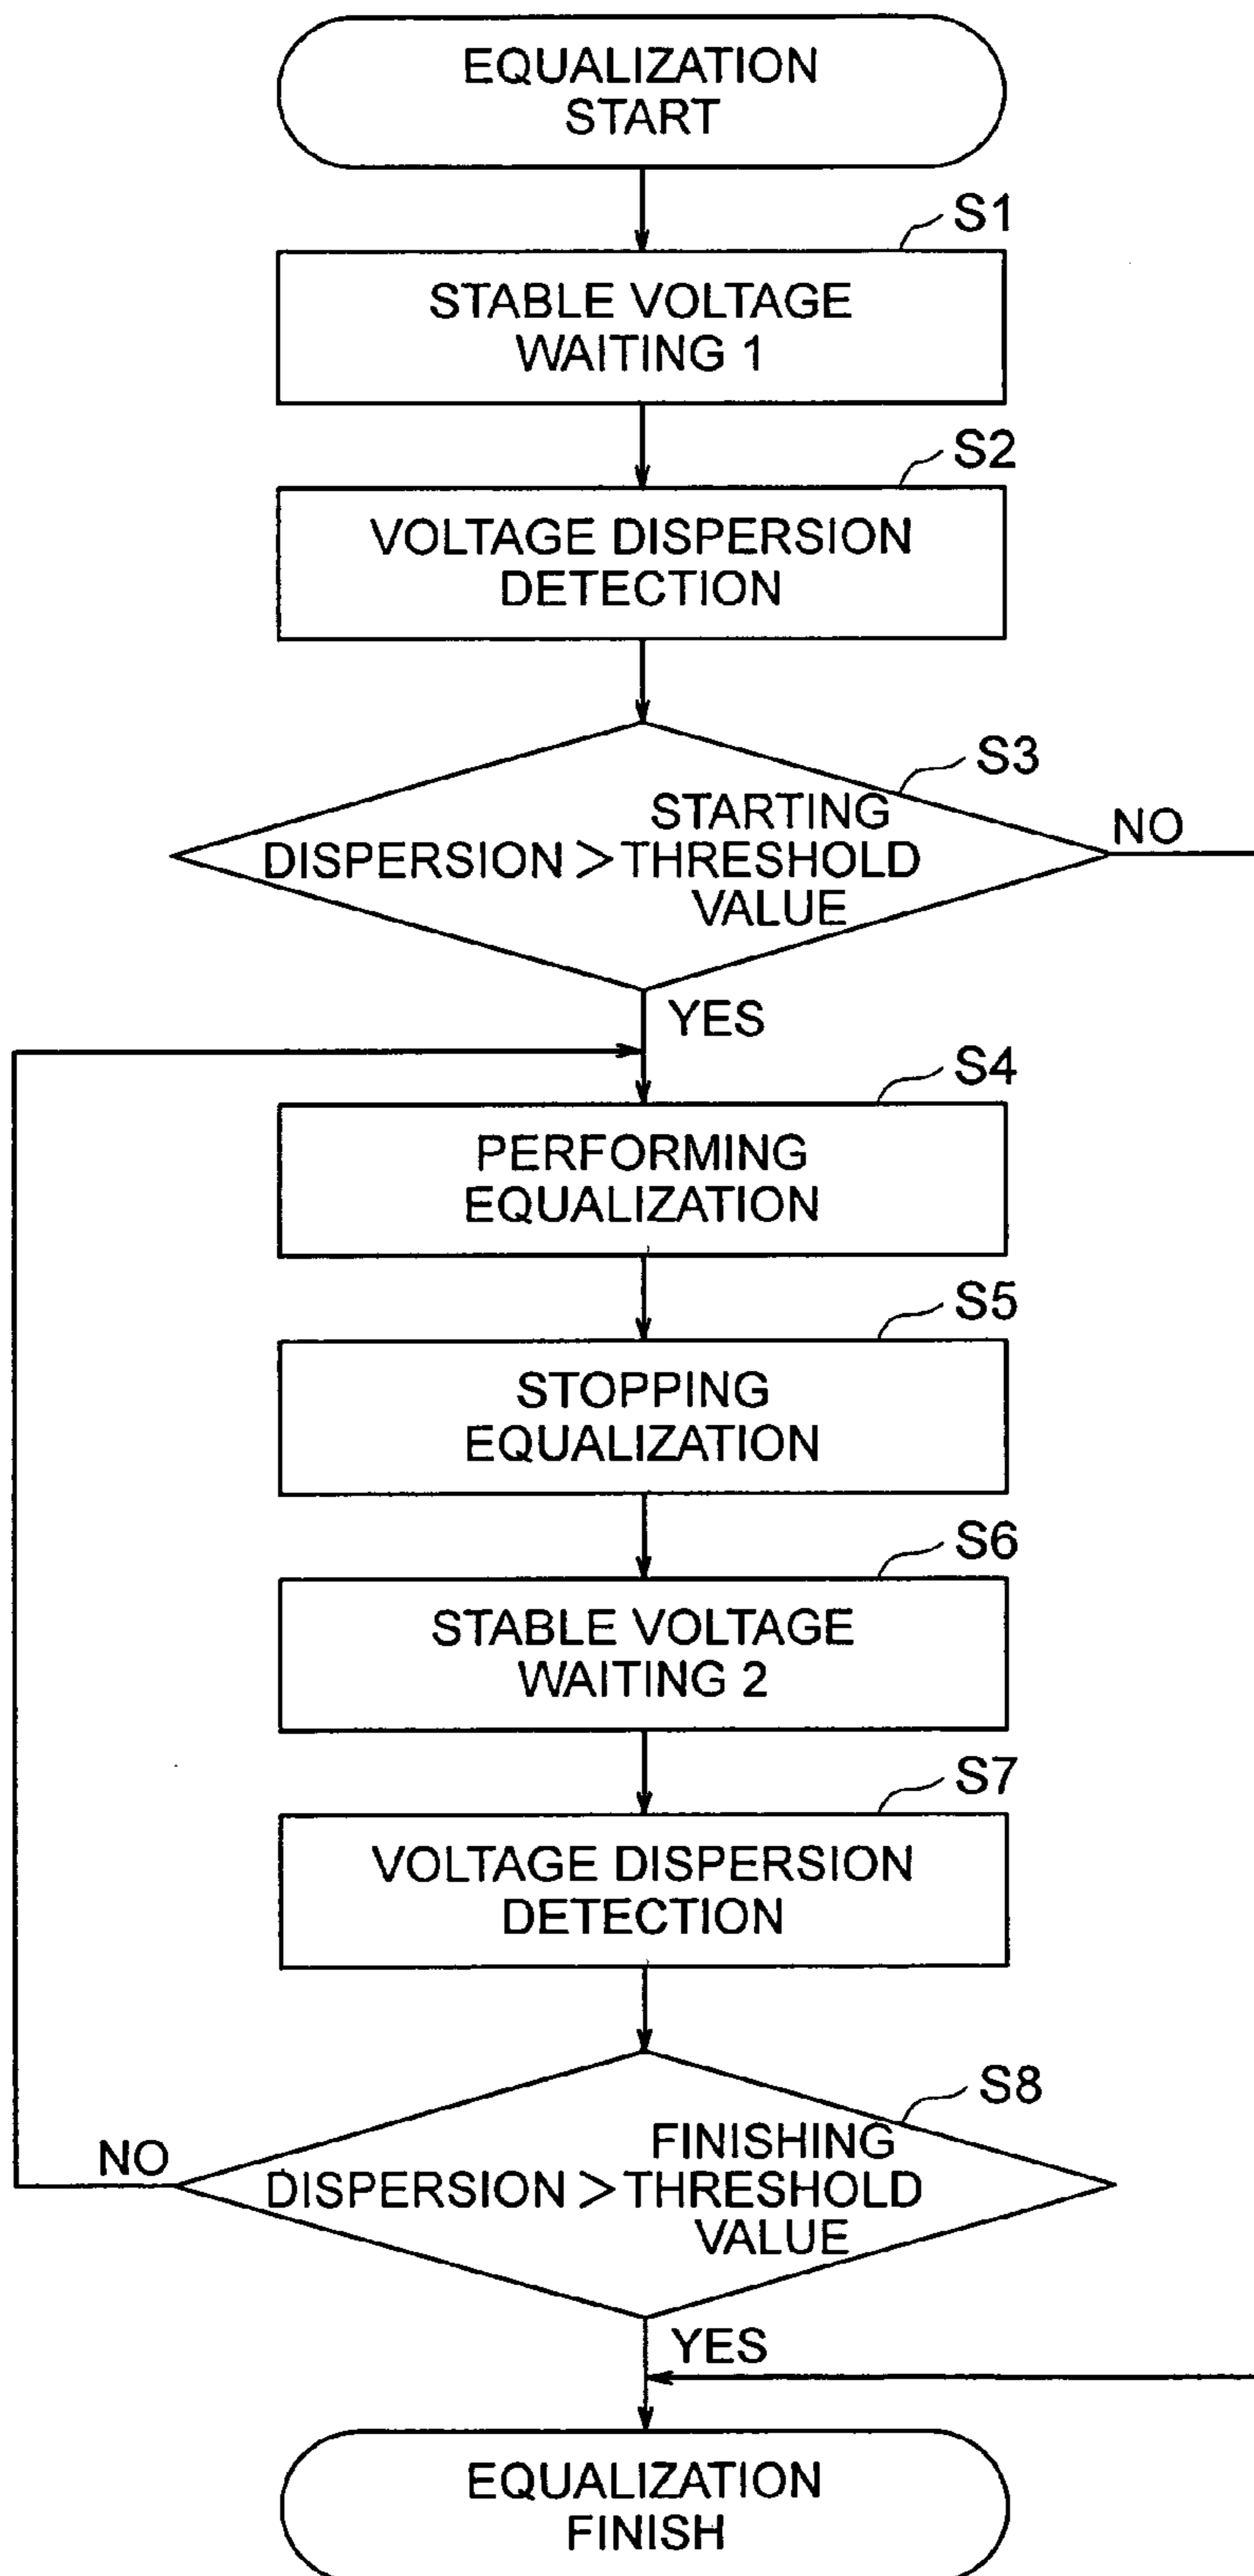 EQUALIZATION
START
S1
STABLE VOLTAGE
WAITING 1
S2
VOLTAGE DISPERSION
DETECTION
S3
STARTING
DISPERSION > THRESHOLD
VALUE
NO
YES
S4
PERFORMING
EQUALIZATION
S5
STOPPING
EQUALIZATION
S6
STABLE VOLTAGE
WAITING 2
S7
VOLTAGE DISPERSION
DETECTION
S8
FINISHING
DISPERSION > THRESHOLD
VALUE
NO
YES
EQUALIZATION
FINISH